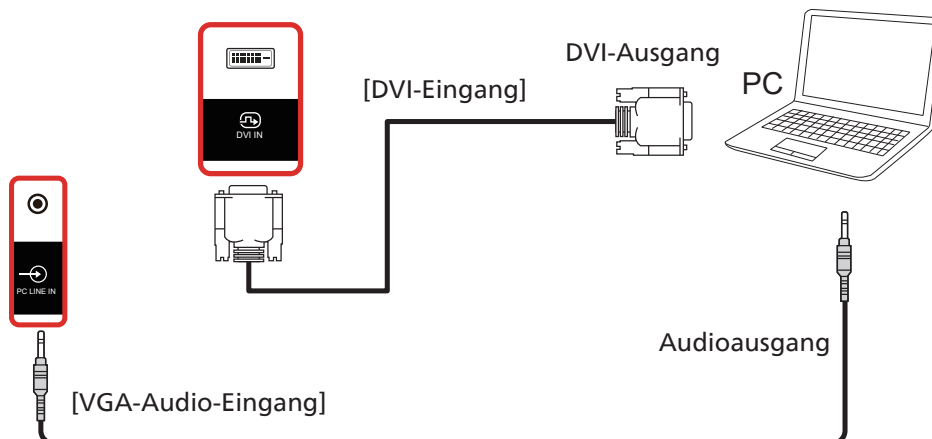 DVI-Ausgang
[DVI-Eingang]
PC
DVI IN
PC LINE IN
Audioausgang
[VGA-Audio-Eingang]